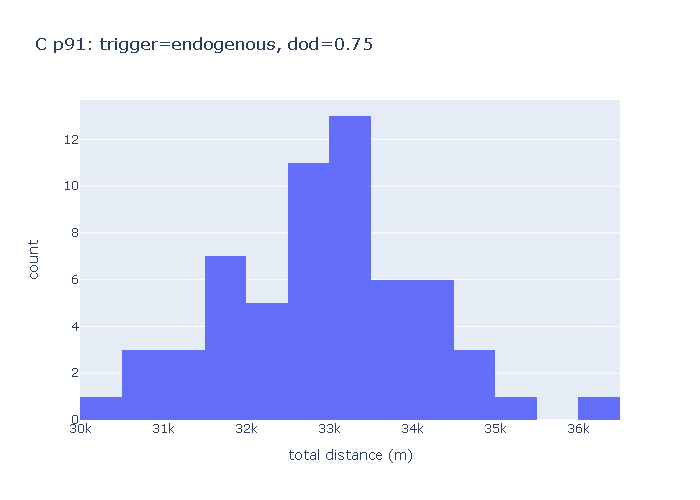 C p91: trigger=endogenous, dod=0.75
12
10
8
6
4
2
0
count
30k 31k 32k 33k 34k 35k 36k
total distance (m)